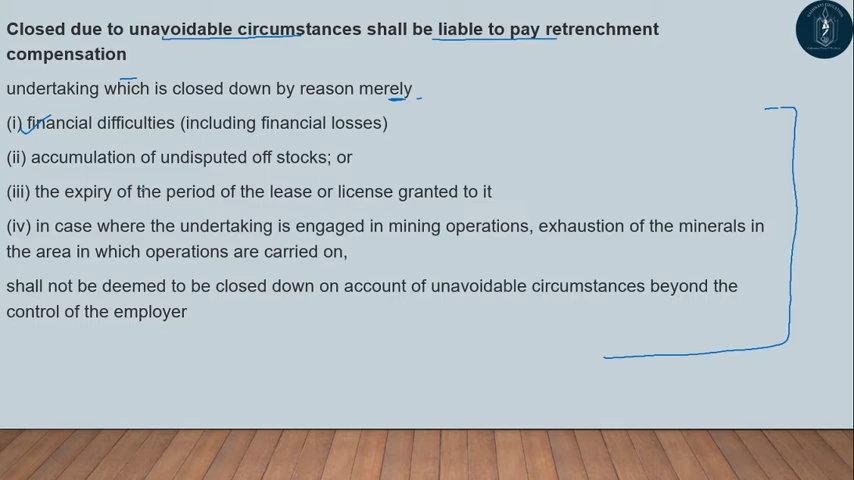 Closed due to unavoidable circumstances shall be liable to pay retrenchment
compensation
undertaking which is closed down by reason merely
(i) financial difficulties (including financial losses)
(ii) accumulation of undisputed off stocks; or
(iii) the expiry of the period of the lease or license granted to it
(iv) in case where the undertaking is engaged in mining operations, exhaustion of the minerals in
the area in which operations are carried on,
shall not be deemed to be closed down on account of unavoidable circumstances beyond the
control of the employer